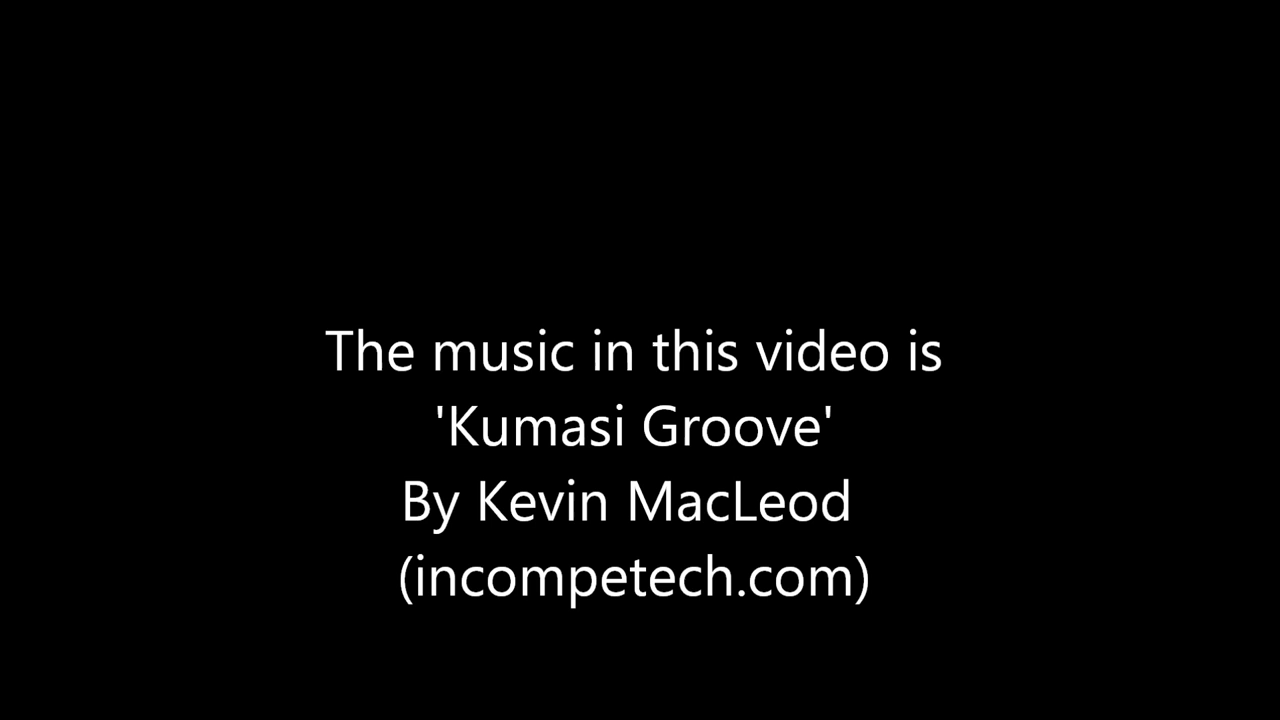 The music in this video is
'Kumasi Groove'
By Kevin MacLeod
(incompetech.com)